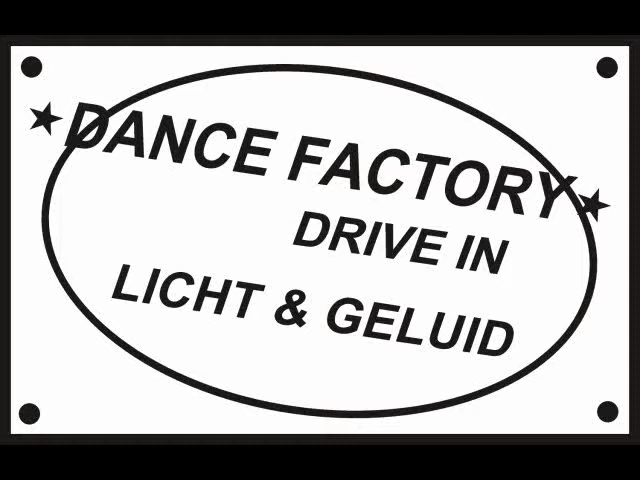 ★DANCE FACTORY★
DRIVE IN
LICHT & GELUID